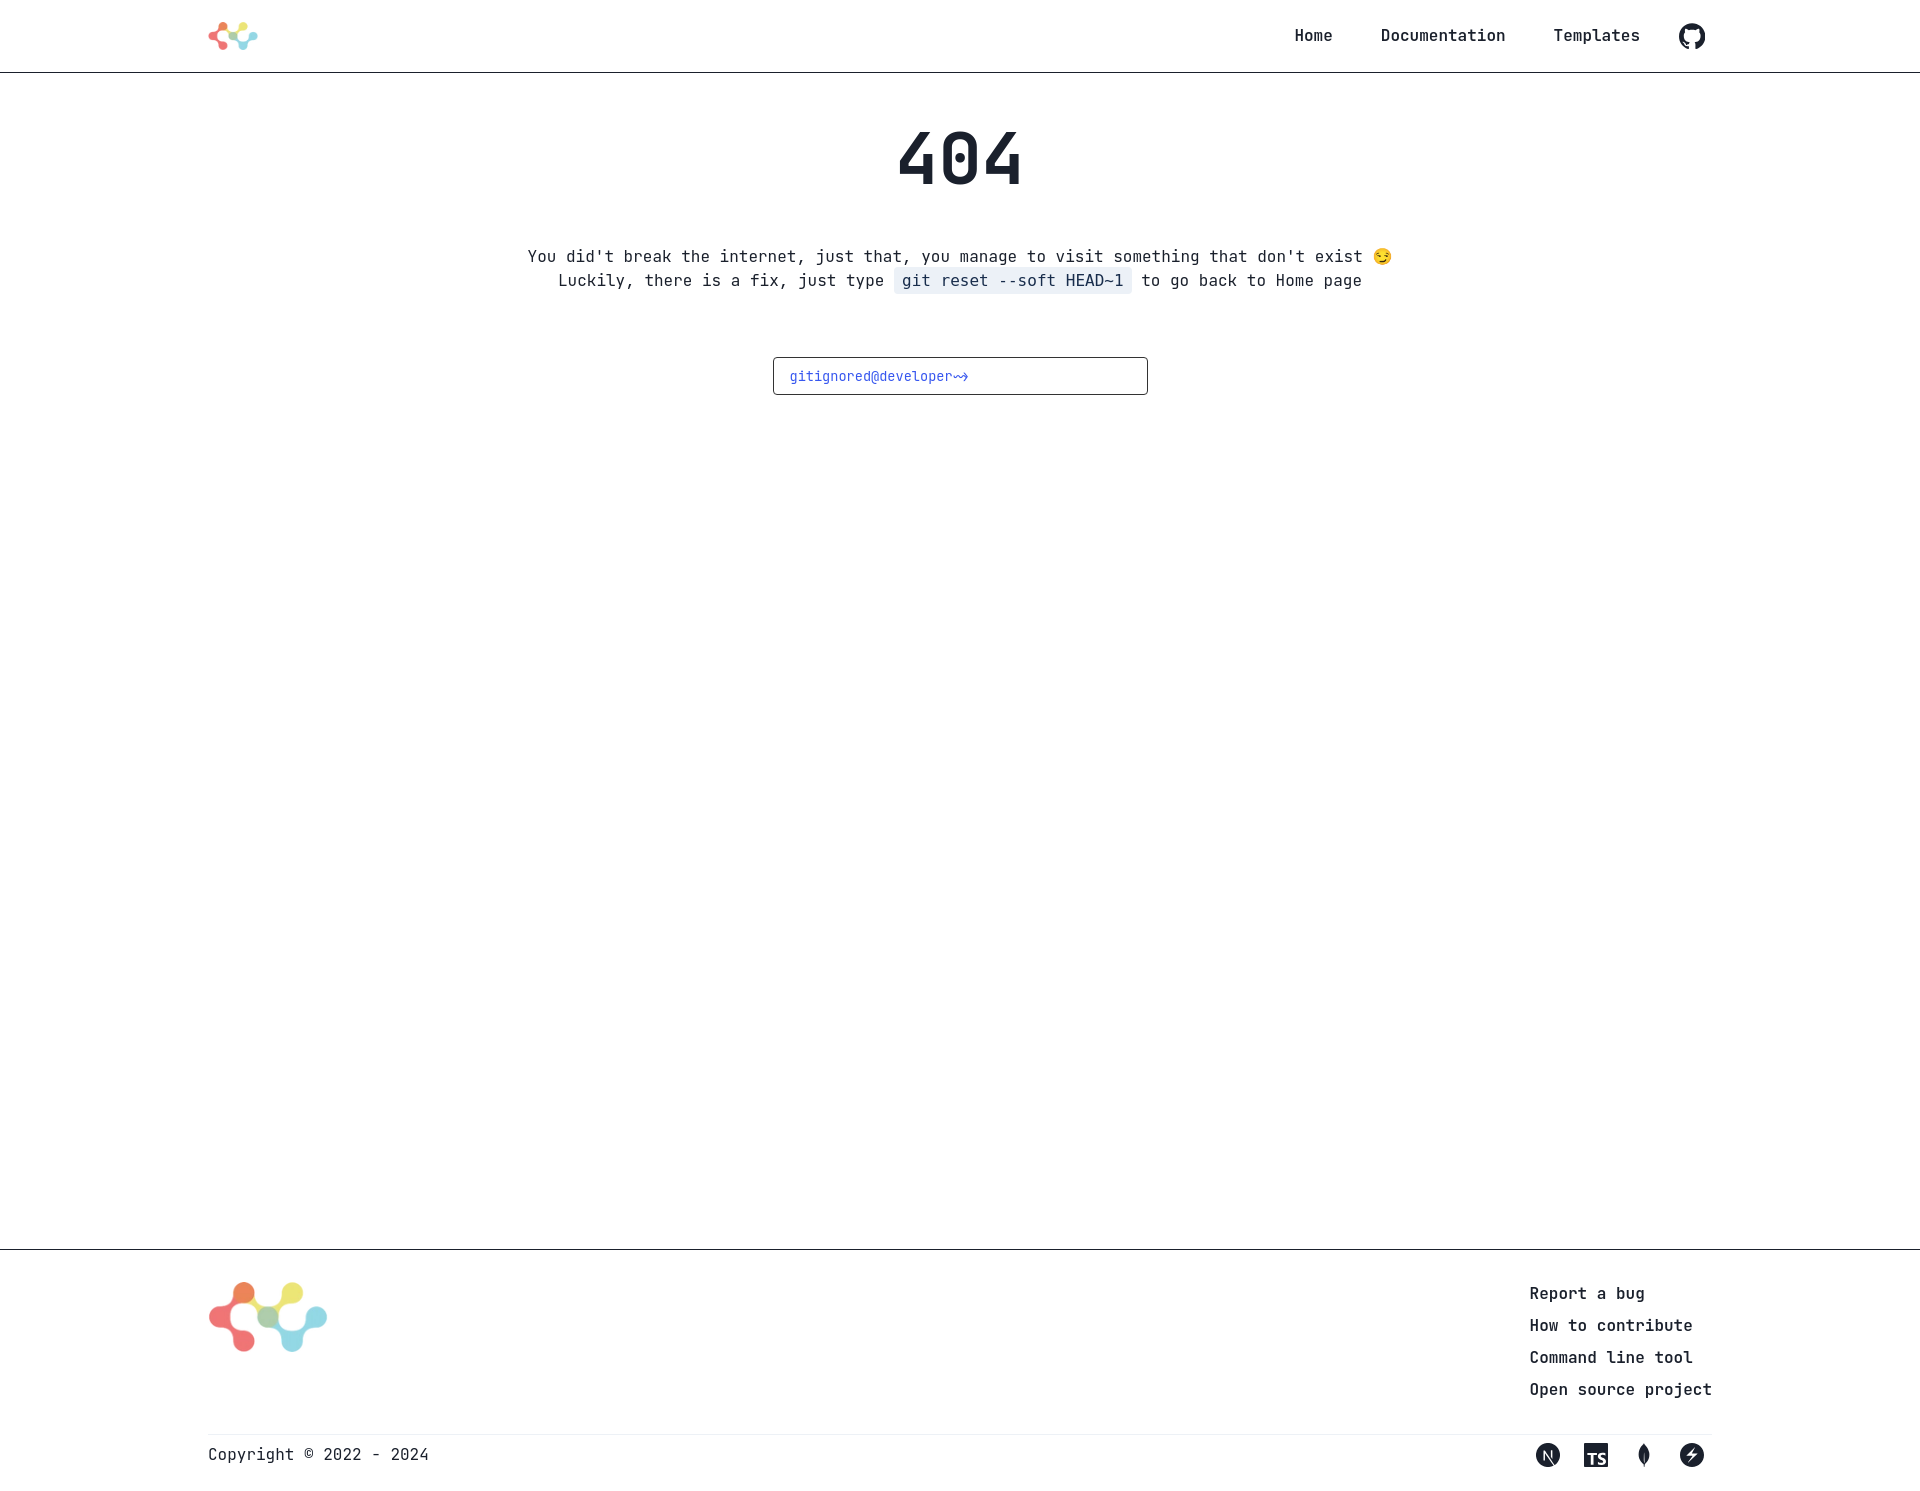 Home
Documentation
Templates
404
You did't break the internet, just that, you manage to visit something that don't exist 😏
Luckily, there is a fix, just type git reset --soft HEAD~1 to go back to Home page
gitignored@developer~>
Report a bug
How to contribute
Command line tool
Open source project
Copyright © 2022 - 2024
N
TS